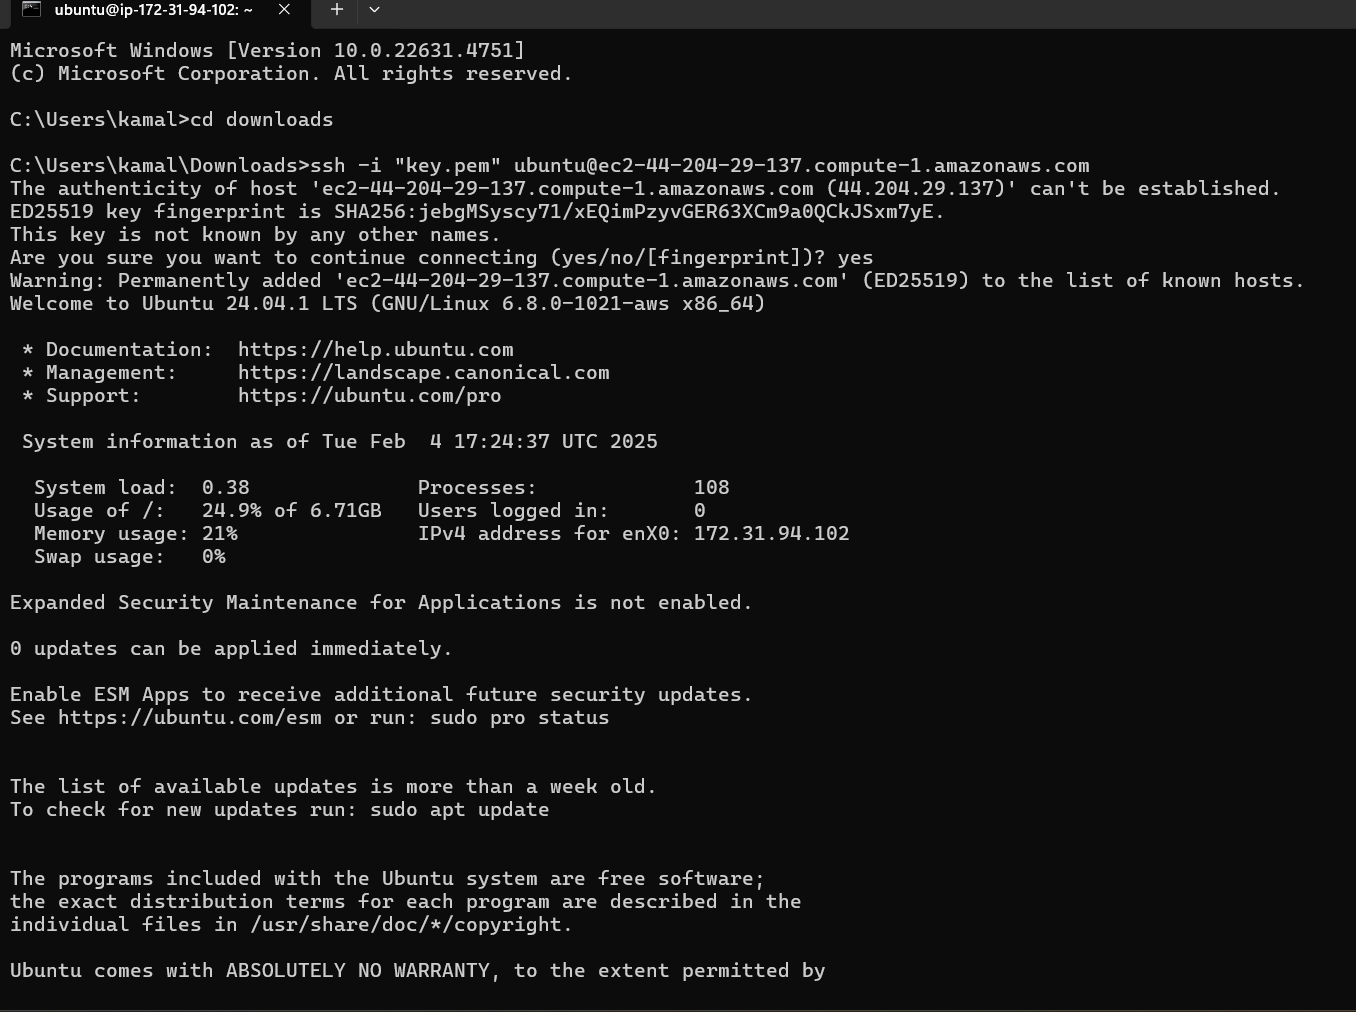 ubuntu@ip-172-31-94-102: ~
Microsoft Windows [Version 10.0.22631.4751]
(c) Microsoft Corporation. All rights reserved.
C:\Users\kamal>cd downloads
C:\Users\kamal\Downloads>ssh -i "key.pem" ubuntu@ec2-44-204-29-137.compute-1.amazonaws.com
The authenticity of host 'ec2-44-204-29-137.compute-1.amazonaws.com (44.204.29.137)' can't be established.
ED25519 key fingerprint is SHA256:jebgMSyscy71/xEQimPzyvGER63XCm9a0QCkJSxm7yE.
This key is not known by any other names.
Are you sure you want to continue connecting (yes/no/[fingerprint])? yes
Warning: Permanently added 'ec2-44-204-29-137.compute-1.amazonaws.com' (ED25519) to the list of known hosts.
Welcome to Ubuntu 24.04.1 LTS (GNU/Linux 6.8.0-1021-aws x86_64)
 * Documentation:  https://help.ubuntu.com
 * Management:     https://landscape.canonical.com
 * Support:        https://ubuntu.com/pro
 System information as of Tue Feb  4 17:24:37 UTC 2025
  System load:  0.38              Processes:             108
  Usage of /:   24.9% of 6.71GB   Users logged in:       0
  Memory usage: 21%               IPv4 address for enX0: 172.31.94.102
  Swap usage:   0%
Expanded Security Maintenance for Applications is not enabled.
0 updates can be applied immediately.
Enable ESM Apps to receive additional future security updates.
See https://ubuntu.com/esm or run: sudo pro status
The list of available updates is more than a week old.
To check for new updates run: sudo apt update
The programs included with the Ubuntu system are free software;
the exact distribution terms for each program are described in the
individual files in /usr/share/doc/*/copyright.
Ubuntu comes with ABSOLUTELY NO WARRANTY, to the extent permitted by